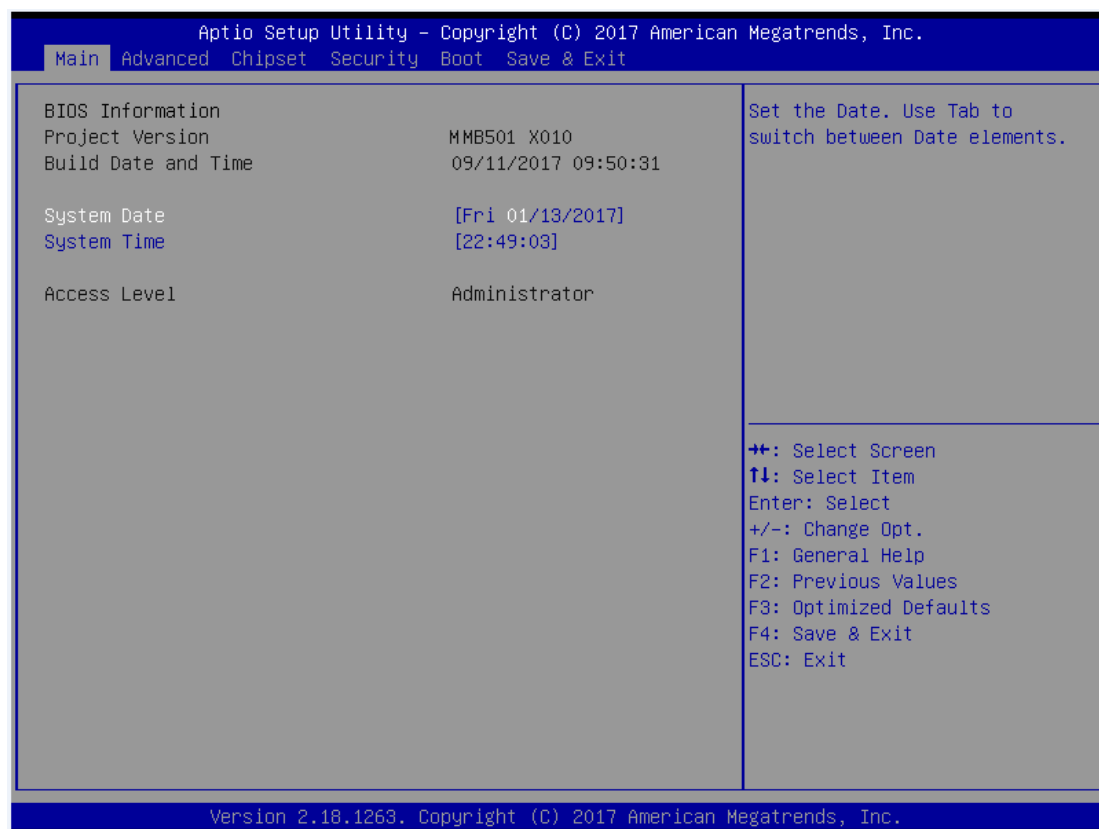 Aptio Setup Utility – Copyright (C) 2017 American Megatrends, Inc.
Main Advanced Chipset Security Boot Save & Exit
BIOS Information
Project Version MMB501 X010
Build Date and Time 09/11/2017 09:50:31
System Date [Fri 01/13/2017]
System Time [22:49:03]
Access Level Administrator
Set the Date. Use Tab to
switch between Date elements.
→←: Select Screen
↑↓: Select Item
Enter: Select
+/-: Change Opt.
F1: General Help
F2: Previous Values
F3: Optimized Defaults
F4: Save & Exit
ESC: Exit
Version 2.18.1263. Copyright (C) 2017 American Megatrends, Inc.